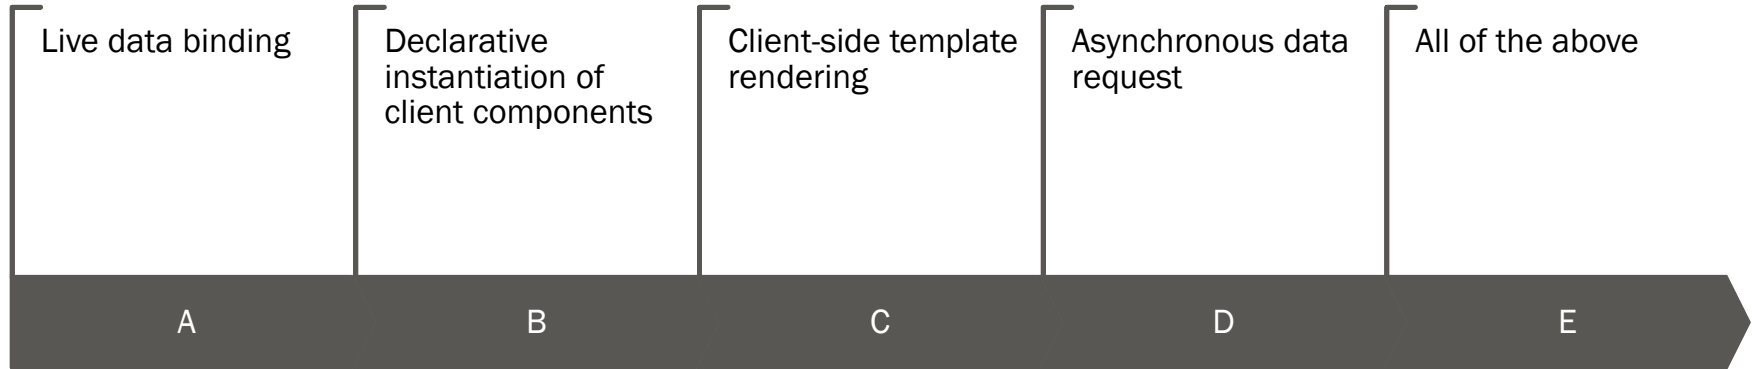 Live data binding
Declarative
instantiation of
client components
Client-side template
rendering
Asynchronous data
request
All of the above
A
B
C
D
E